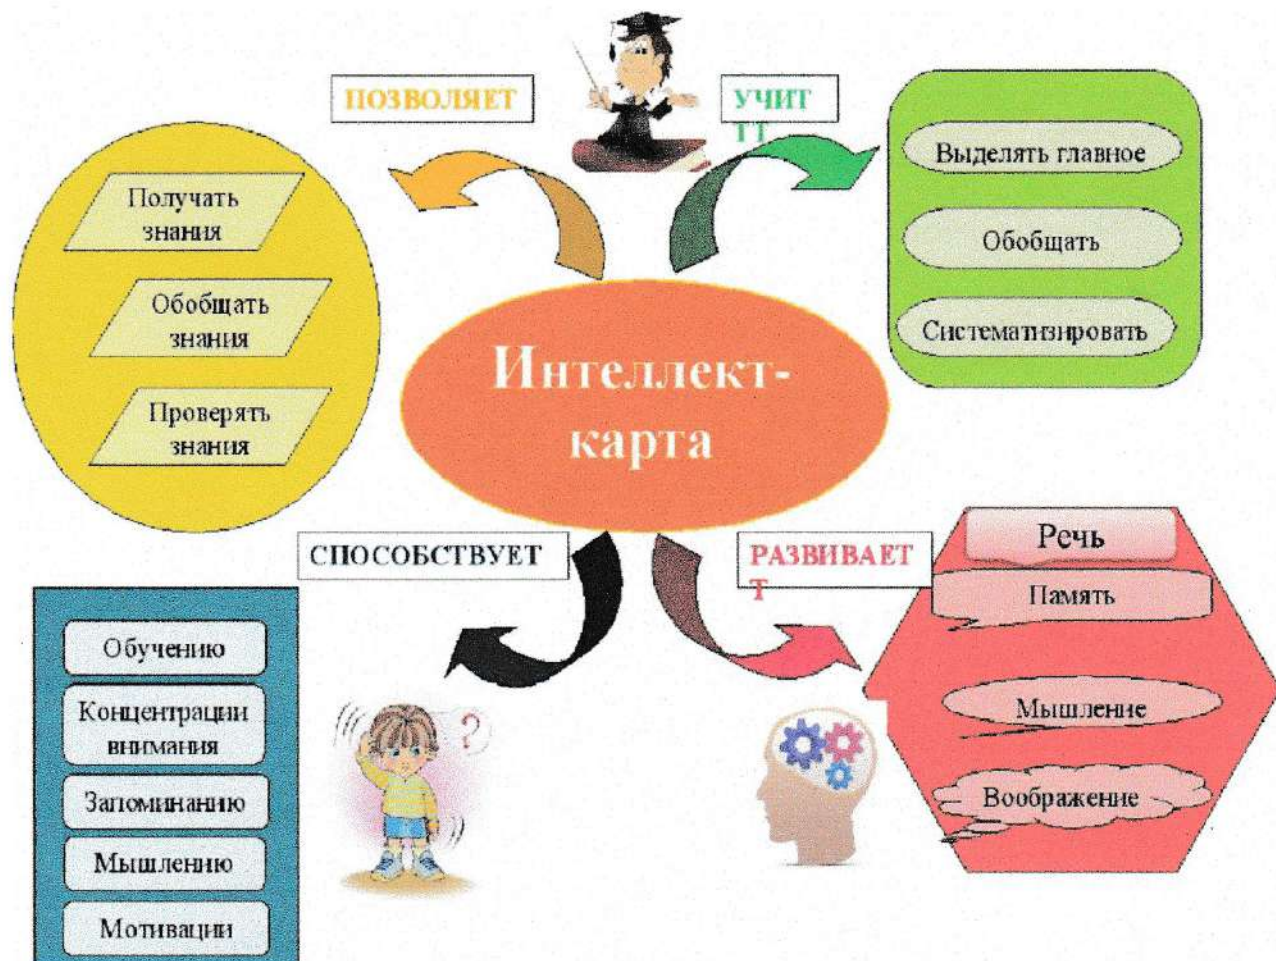 ПОЗВОЛЯЕТ
УЧИТ
ТТ
Получать
знания
Обобщать
знания
Проверять
знания
Выделять главное
Обобщать
Систематизировать
Интеллект-
карта
СПОСОБСТВУЕТ
РАЗВИВАЕТ
Т
Обучению
Концентрации
внимания
Запоминанию
Мышлению
Мотивации
?
Речь
Память
Мышление
Воображение